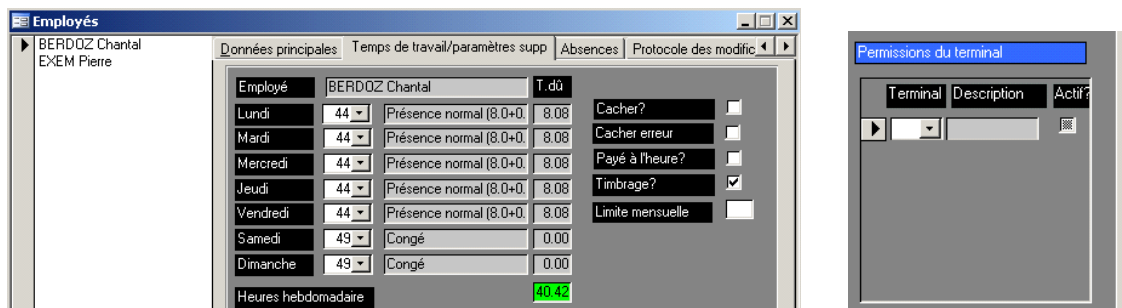 Employés
BERDOZ Chantal
EXEM Pierre
Données principales Temps de travail/paramètres supp Absences Protocole des modific
Employé BERDOZ Chantal T.dû
Lundi 44 Présence normal (8.0+0. 8.08
Mardi 44 Présence normal (8.0+0. 8.08
Mercredi 44 Présence normal (8.0+0. 8.08
Jeudi 44 Présence normal (8.0+0. 8.08
Vendredi 44 Présence normal (8.0+0. 8.08
Samedi 49 Congé 0.00
Dimanche 49 Congé 0.00
Heures hebdomadaire 40.42
Cacher?
Cacher erreur
Payé à l'heure?
Timbrage?
Limite mensuelle
Permissions du terminal
Terminal Description Actif?